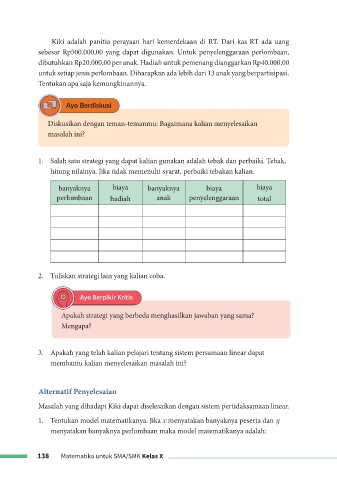 Kiki adalah panitia perayaan hari kemerdekaan di RT. Dari kas RT ada uang
sebesar Rp500.000,00 yang dapat digunakan. Untuk penyelenggaraan perlombaan,
dibutuhkan Rp20.000,00 per anak. Hadiah untuk pemenang dianggarkan Rp40.000,00
untuk setiap jenis perlombaan. Diharapkan ada lebih dari 13 anak yang berpartisipasi.
Tentukan apa saja kemungkinannya.
Ayo Berdiskusi
Diskusikan dengan teman-temanmu: Bagaimana kalian menyelesaikan
masalah ini?
1. Salah satu strategi yang dapat kalian gunakan adalah tebak dan perbaiki. Tebak,
hitung nilainya. Jika tidak memenuhi syarat, perbaiki tebakan kalian.
banyaknya biaya banyaknya biaya biaya
perlombaan hadiah anak penyelenggaraan total
2. Tuliskan strategi lain yang kalian coba.
Ayo Berpikir Kritis
Apakah strategi yang berbeda menghasilkan jawaban yang sama?
Mengapa?
3. Apakah yang telah kalian pelajari tentang sistem persamaan linear dapat
membantu kalian menyelesaikan masalah ini?
Alternatif Penyelesaian
Masalah yang dihadapi Kiki dapat diselesaikan dengan sistem pertidaksamaan linear.
1. Tentukan model matematikanya. Jika x menyatakan banyaknya peserta dan y
menyatakan banyaknya perlombaan maka model matematikanya adalah:
138 Matematika untuk SMA/SMK Kelas X